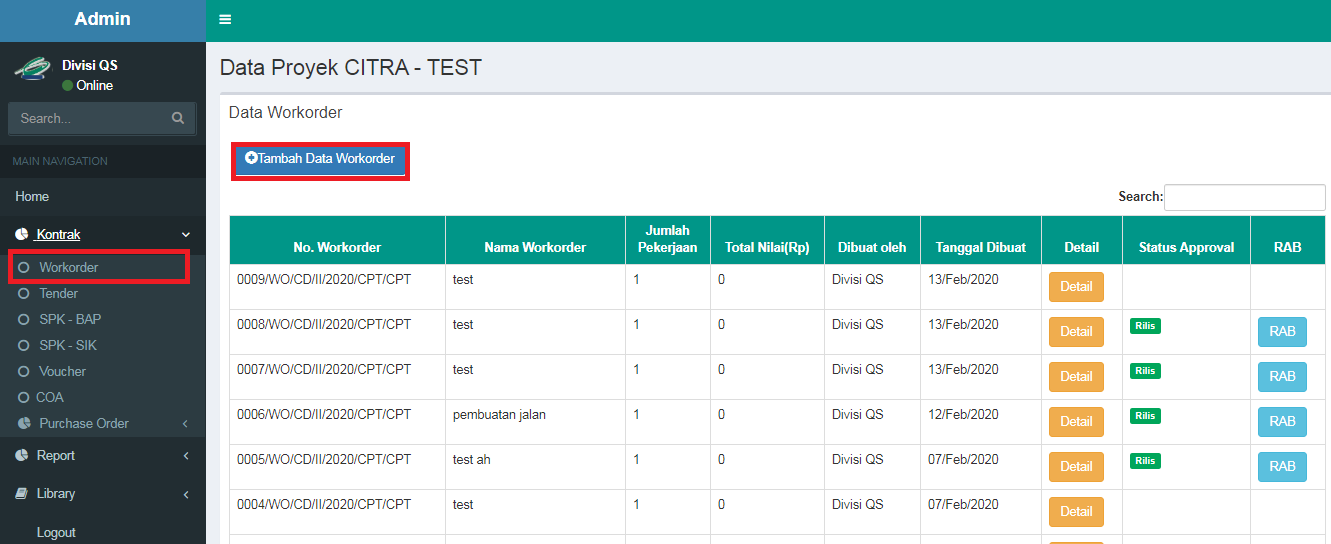 Admin
Divisi QS
Online
Search...
MAIN NAVIGATION
Home
Kontrak
Workorder
Tender
SPK - BAP
SPK - SIK
Voucher
COA
Purchase Order
Report
Library
Logout
Data Proyek CITRA - TEST
Data Workorder
Tambah Data Workorder
Search:
No. Workorder Nama Workorder Jumlah Pekerjaan Total Nilai(Rp) Dibuat oleh Tanggal Dibuat Detail Status Approval RAB
0009/WO/CD/II/2020/CPT/CPT test 1 0 Divisi QS 13/Feb/2020 Detail
0008/WO/CD/II/2020/CPT/CPT test 1 0 Divisi QS 13/Feb/2020 Detail Rilis RAB
0007/WO/CD/II/2020/CPT/CPT test 1 0 Divisi QS 13/Feb/2020 Detail Rilis RAB
0006/WO/CD/II/2020/CPT/CPT pembuatan jalan 1 0 Divisi QS 12/Feb/2020 Detail Rilis RAB
0005/WO/CD/II/2020/CPT/CPT test ah 1 0 Divisi QS 07/Feb/2020 Detail Rilis RAB
0004/WO/CD/II/2020/CPT/CPT test 1 0 Divisi QS 07/Feb/2020 Detail